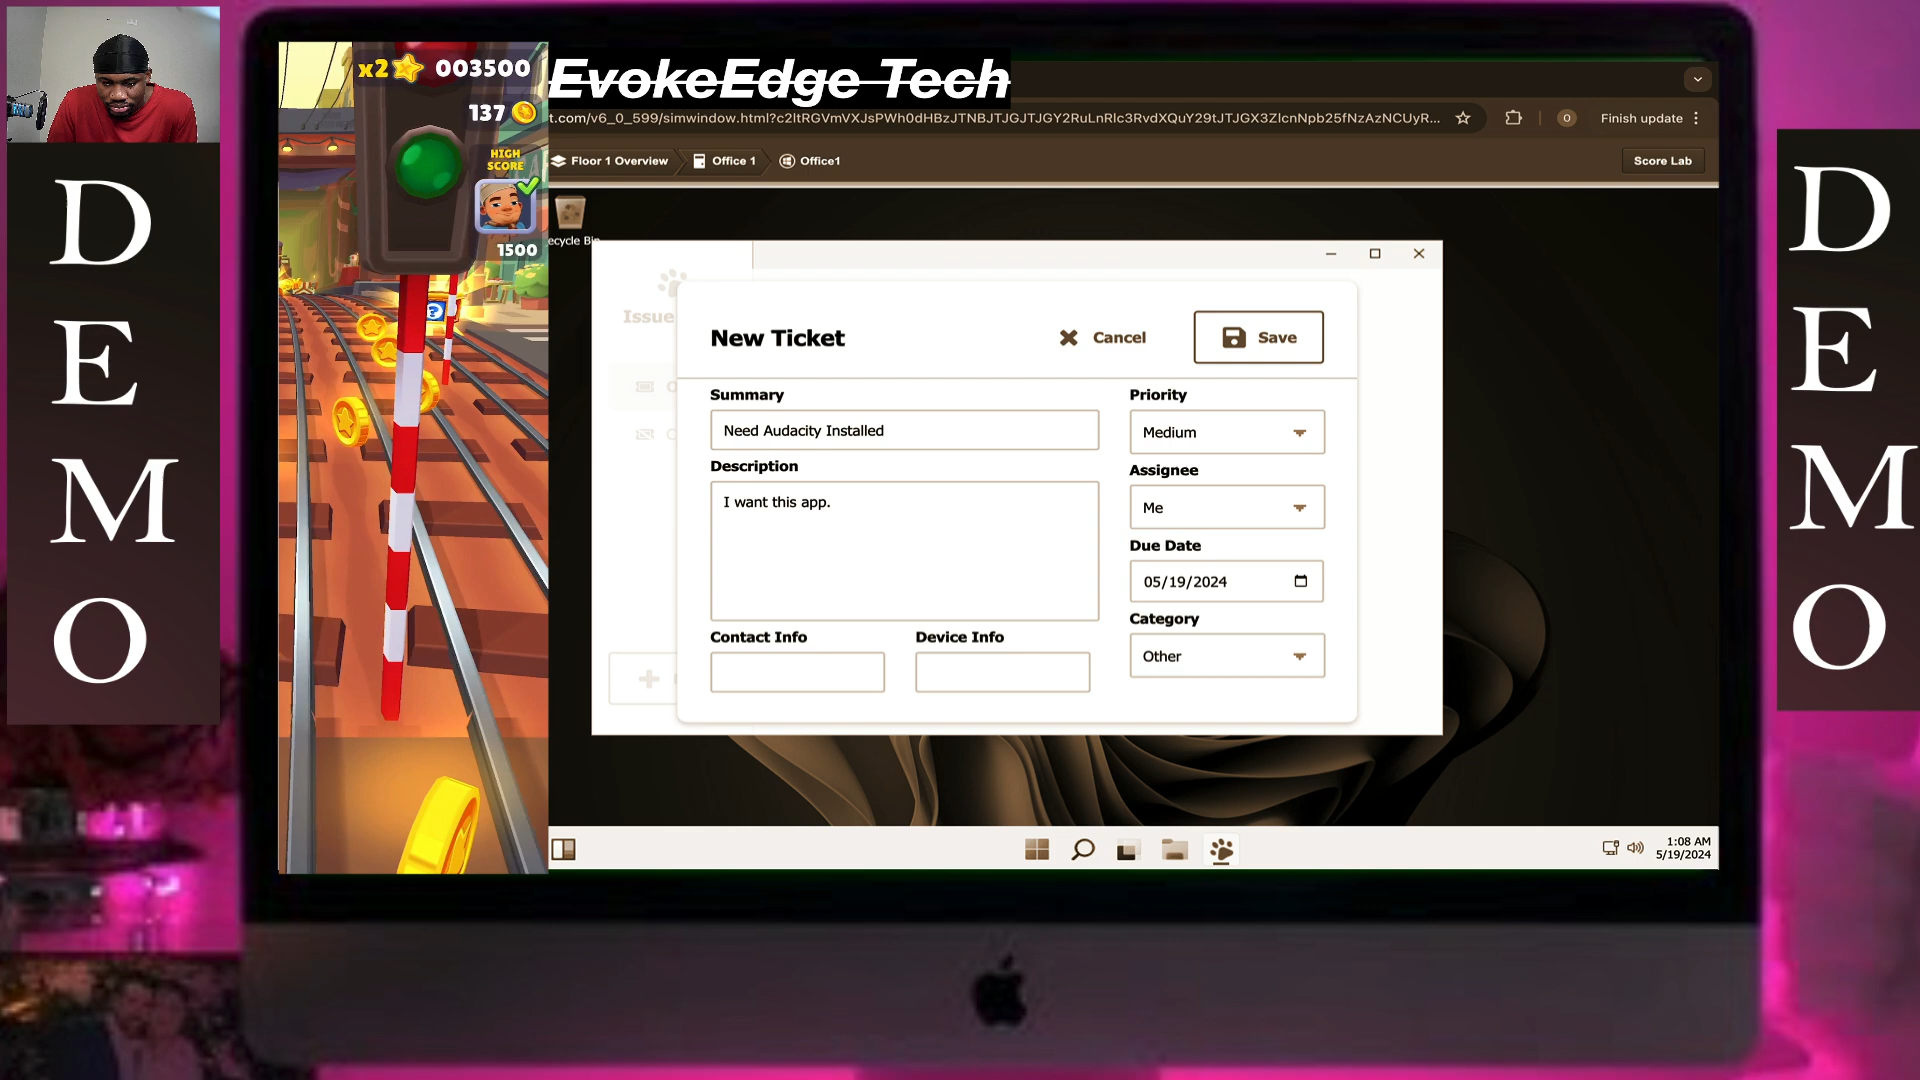 D
E
M
O
x2 003500
137
HIGH
SCORE
1500
EvokeEdge Tech
t.com/v6_0_599/simwindow.html?c2ltRGVmVXJsPWh0dHBzJTNBJTJGJTJGY2RuLnRlc3RvdXQuY29tJTJGX3ZlcnNpb25fNzAzNCUyR...
Finish update
Floor 1 Overview
Office 1
Office1
Score Lab
ecycle Bin
Issue
New Ticket
Cancel
Save
Summary
Need Audacity Installed
Description
I want this app.
Contact Info
Device Info
Priority
Medium
Assignee
Me
Due Date
05/19/2024
Category
Other
1:08 AM
5/19/2024
D
E
M
O